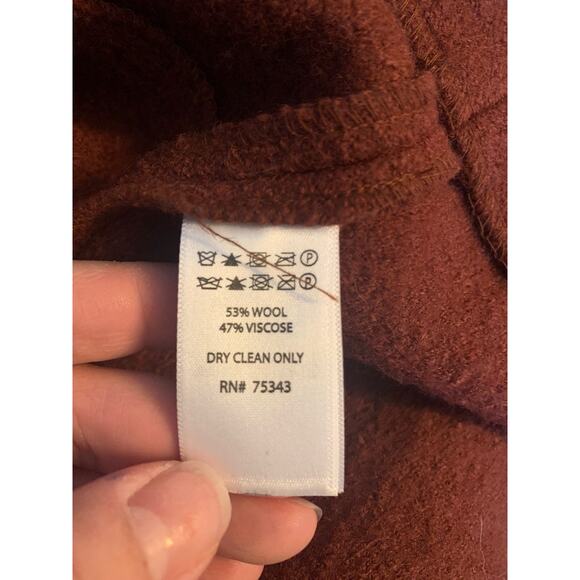 P
P
53% WOOL
47% VISCOSE
DRY CLEAN ONLY
RN# 75343